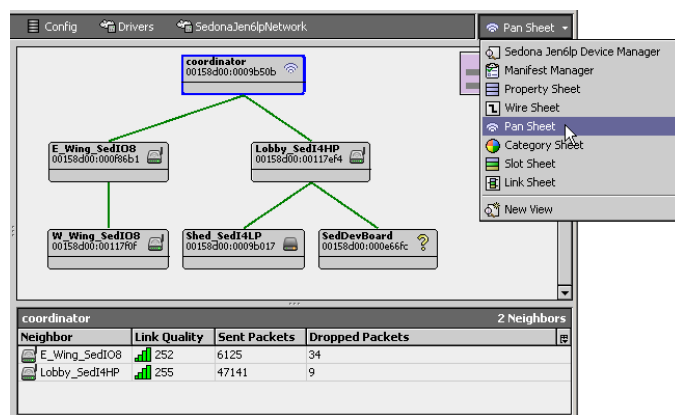 Config Drivers SedonaJen6lpNetwork Pan Sheet
Sedona Jen6lp Device Manager
Manifest Manager
Property Sheet
Wire Sheet
Pan Sheet
Category Sheet
Slot Sheet
Link Sheet
New View
coordinator
00158d00:0009b50b
E_Wing_SedIO8
00158d00:000f86b1
Lobby_SedI4HP
00158d00:00117ef4
W_Wing_SedIO8
00158d00:00117f0f
Shed_SedI4LP
00158d00:0009b017
SedDevBoard
00158d00:000e66fc
?
coordinator 2 Neighbors
Neighbor Link Quality Sent Packets Dropped Packets
E_Wing_SedIO8 252 6125 34
Lobby_SedI4HP 255 47141 9